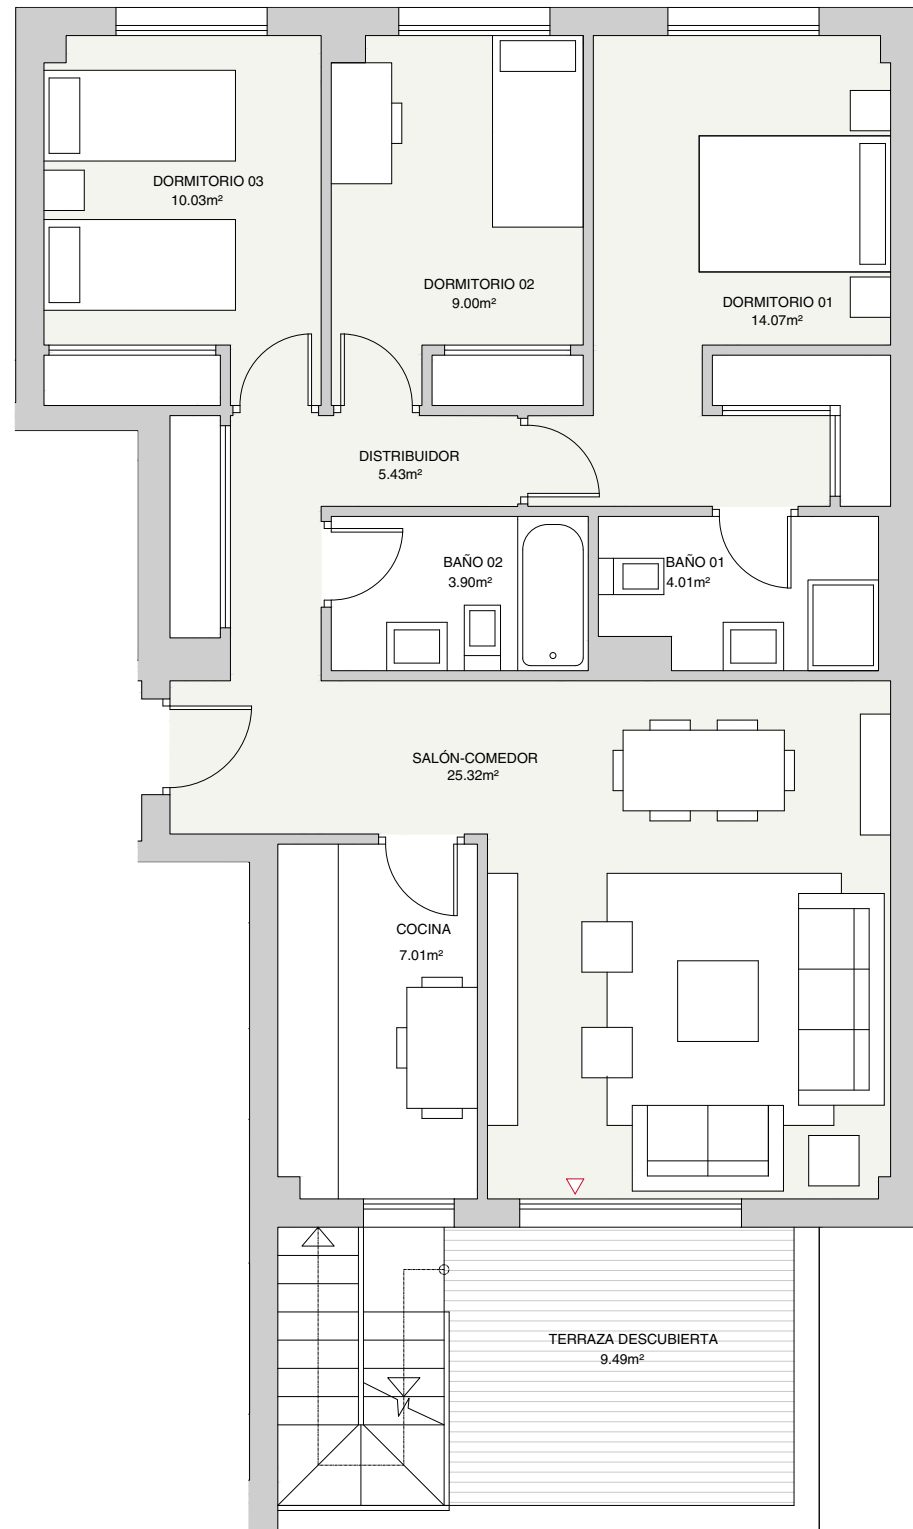 DORMITORIO 03
10.03m²
DORMITORIO 02
9.00m²
DORMITORIO 01
14.07m²
DISTRIBUIDOR
5.43m²
BAÑO 02
3.90m²
BAÑO 01
4.01m²
SALÓN-COMEDOR
25.32m²
COCINA
7.01m²
TERRAZA DESCUBIERTA
9.49m²